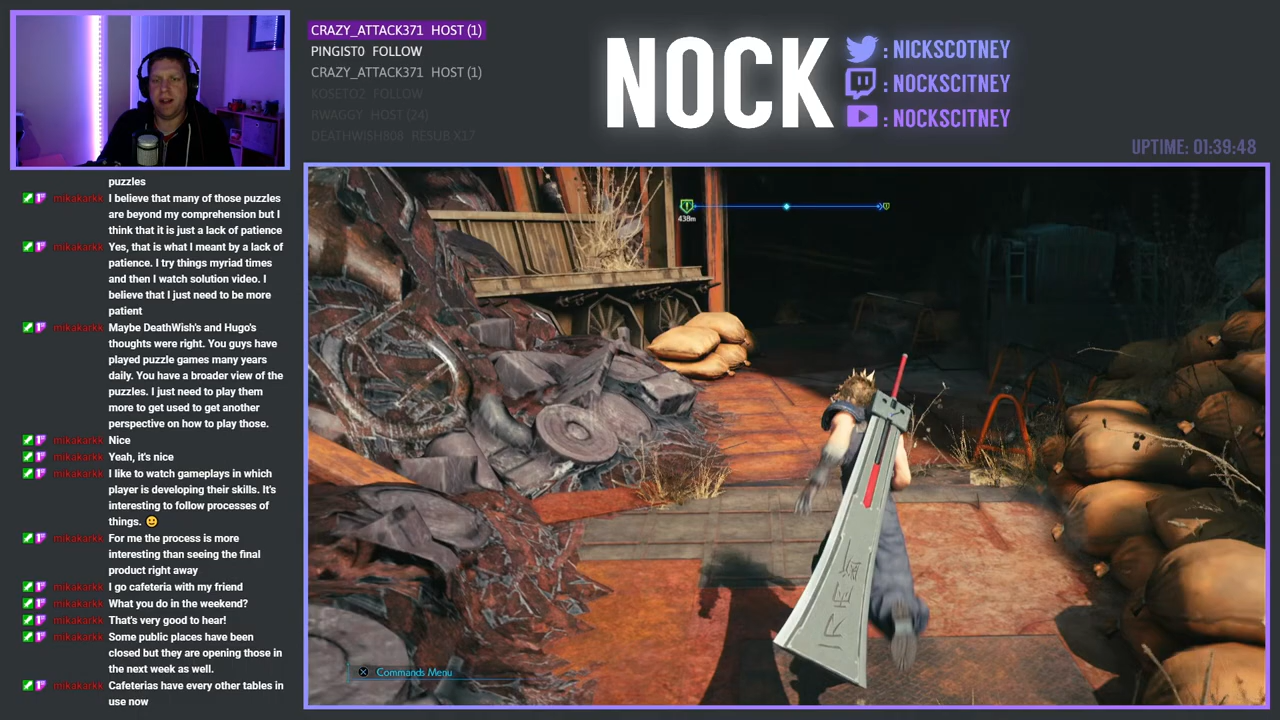 CRAZY_ATTACK371 HOST (1)
PINGIST0 FOLLOW
CRAZY_ATTACK371 HOST (1)
KOSETO2 FOLLOW
RWAGGY HOST (24)
DEATHWISH808 RESUB X17
NOCK
: NICKSCOTNEY
: NOCKSCITNEY
: NOCKSCITNEY
UPTIME: 01:39:48
puzzles
mikakarkk I believe that many of those puzzles
are beyond my comprehension but I
think that it is just a lack of patience
mikakarkk Yes, that is what I meant by a lack of
patience. I try things myriad times
and then I watch solution video. I
believe that I just need to be more
patient
mikakarkk Maybe DeathWish's and Hugo's
thoughts were right. You guys have
played puzzle games many years
daily. You have a broader view of the
puzzles. I just need to play them
more to get used to get another
perspective on how to play those.
mikakarkk Nice
mikakarkk Yeah, it's nice
mikakarkk I like to watch gameplays in which
player is developing their skills. It's
interesting to follow processes of
things.
mikakarkk For me the process is more
interesting than seeing the final
product right away
mikakarkk I go cafeteria with my friend
mikakarkk What you do in the weekend?
mikakarkk That's very good to hear!
mikakarkk Some public places have been
closed but they are opening those in
the next week as well.
mikakarkk Cafeterias have every other tables in
use now
438m
Commands Menu